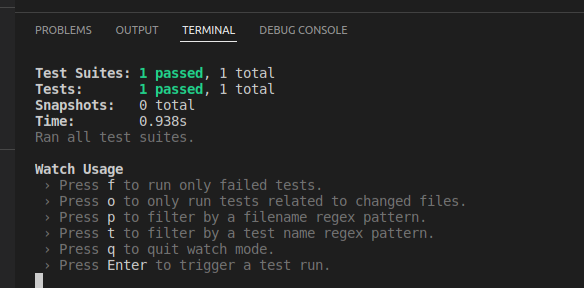 PROBLEMS OUTPUT TERMINAL DEBUG CONSOLE
Test Suites: 1 passed, 1 total
Tests: 1 passed, 1 total
Snapshots: 0 total
Time: 0.938s
Ran all test suites.
Watch Usage
› Press f to run only failed tests.
› Press o to only run tests related to changed files.
› Press p to filter by a filename regex pattern.
› Press t to filter by a test name regex pattern.
› Press q to quit watch mode.
› Press Enter to trigger a test run.